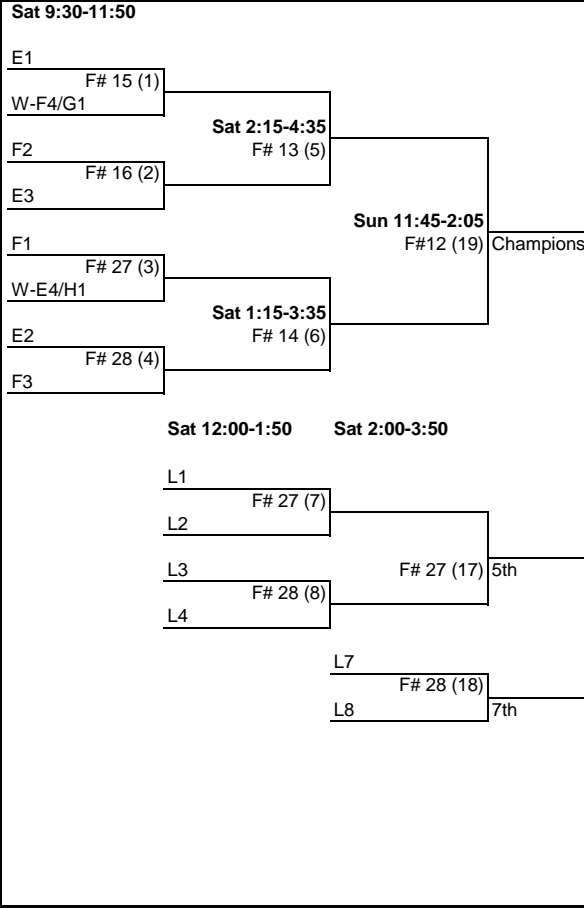 Sat 9:30-11:50
E1
F# 15 (1)
W-F4/G1
Sat 2:15-4:35
F2
F# 13 (5)
F# 16 (2)
E3
Sun 11:45-2:05
F1
F#12 (19) Champions
F# 27 (3)
W-E4/H1
Sat 1:15-3:35
E2
F# 14 (6)
F# 28 (4)
F3
Sat 12:00-1:50 Sat 2:00-3:50
L1
F# 27 (7)
L2
L3
F# 27 (17) 5th
F# 28 (8)
L4
L7
F# 28 (18)
L8
7th